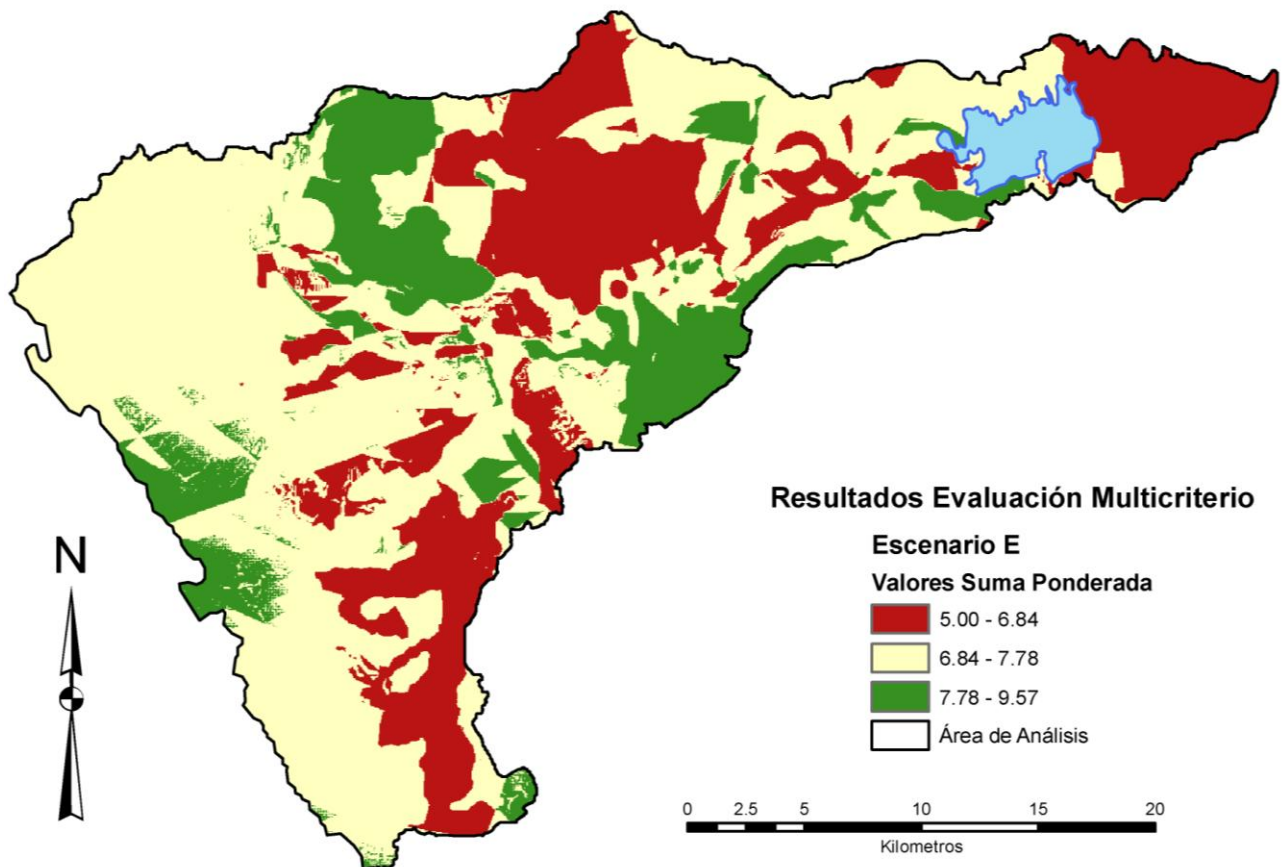 Resultados Evaluación Multicriterio
Escenario E
Valores Suma Ponderada
5.00 - 6.84
6.84 - 7.78
7.78 - 9.57
Área de Análisis
N
0 2.5 5 10 15 20
Kilometros